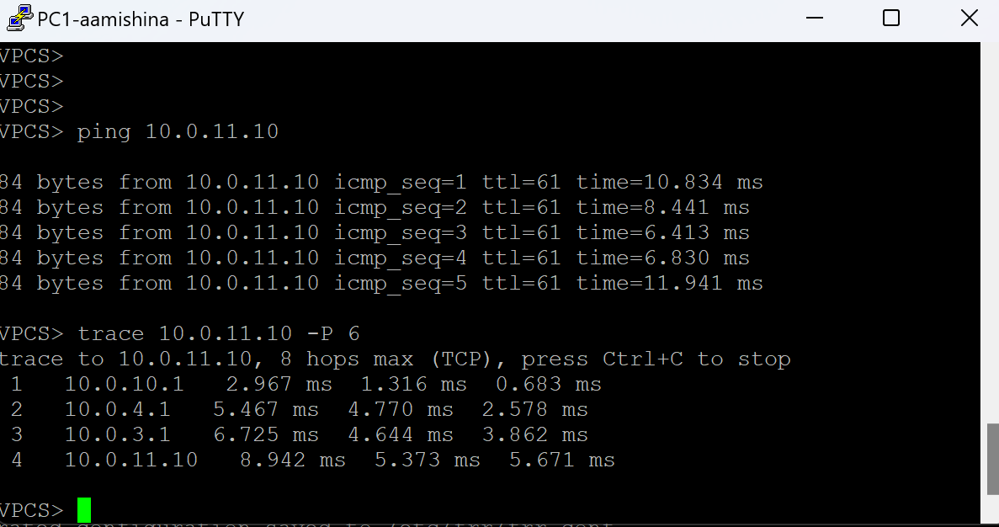 PC1-aamishina - PuTTY
VPCS>
VPCS>
VPCS>
VPCS> ping 10.0.11.10
84 bytes from 10.0.11.10 icmp_seq=1 ttl=61 time=10.834 ms
84 bytes from 10.0.11.10 icmp_seq=2 ttl=61 time=8.441 ms
84 bytes from 10.0.11.10 icmp_seq=3 ttl=61 time=6.413 ms
84 bytes from 10.0.11.10 icmp_seq=4 ttl=61 time=6.830 ms
84 bytes from 10.0.11.10 icmp_seq=5 ttl=61 time=11.941 ms
VPCS> trace 10.0.11.10 -P 6
trace to 10.0.11.10, 8 hops max (TCP), press Ctrl+C to stop
1 10.0.10.1 2.967 ms 1.316 ms 0.683 ms
2 10.0.4.1 5.467 ms 4.770 ms 2.578 ms
3 10.0.3.1 6.725 ms 4.644 ms 3.862 ms
4 10.0.11.10 8.942 ms 5.373 ms 5.671 ms
VPCS>
configuration saved to /etc/frr/frr.conf